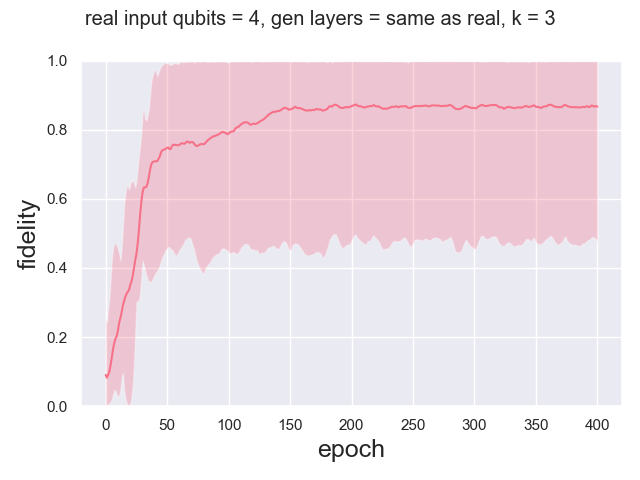 real input qubits = 4, gen layers = same as real, k = 3
1.0
0.8
0.6
0.4
0.2
0.0
fidelity
0 50 100 150 200 250 300 350 400
epoch